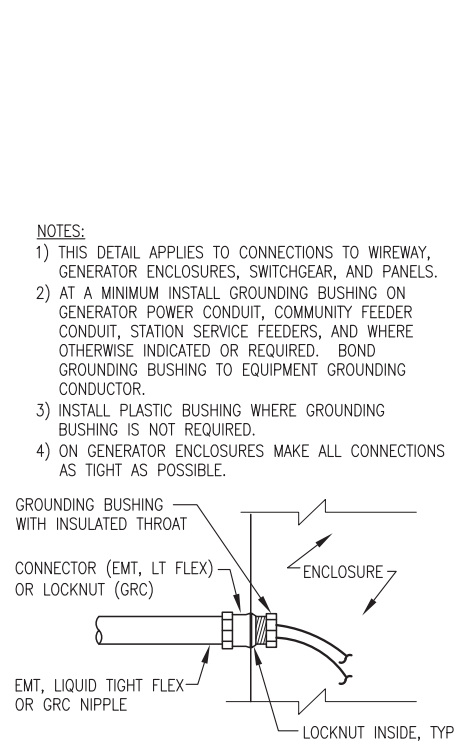 NOTES:
1) THIS DETAIL APPLIES TO CONNECTIONS TO WIREWAY,
GENERATOR ENCLOSURES, SWITCHGEAR, AND PANELS.
2) AT A MINIMUM INSTALL GROUNDING BUSHING ON
GENERATOR POWER CONDUIT, COMMUNITY FEEDER
CONDUIT, STATION SERVICE FEEDERS, AND WHERE
OTHERWISE INDICATED OR REQUIRED. BOND
GROUNDING BUSHING TO EQUIPMENT GROUNDING
CONDUCTOR.
3) INSTALL PLASTIC BUSHING WHERE GROUNDING
BUSHING IS NOT REQUIRED.
4) ON GENERATOR ENCLOSURES MAKE ALL CONNECTIONS
AS TIGHT AS POSSIBLE.
GROUNDING BUSHING
WITH INSULATED THROAT
CONNECTOR (EMT, LT FLEX)
OR LOCKNUT (GRC)
ENCLOSURE
EMT, LIQUID TIGHT FLEX
OR GRC NIPPLE
LOCKNUT INSIDE, TYP